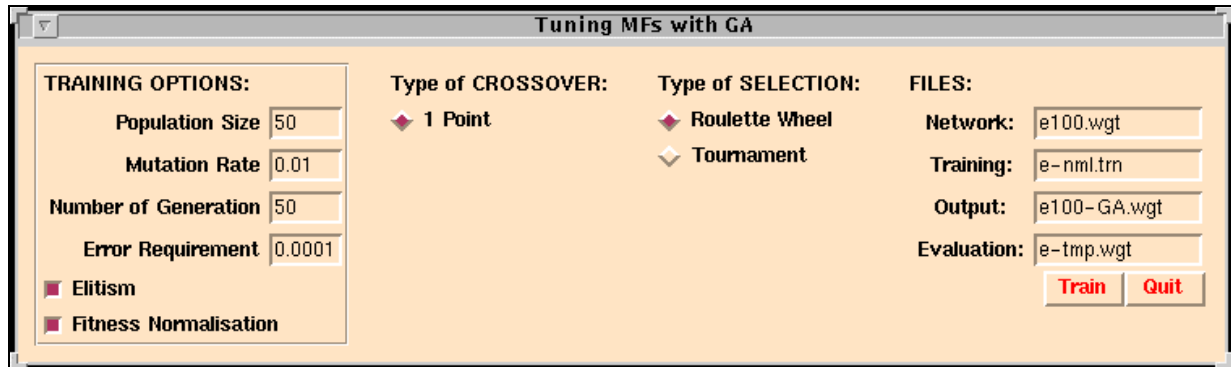 Tuning MFs with GA
TRAINING OPTIONS:
Population Size 50
Mutation Rate 0.01
Number of Generation 50
Error Requirement 0.0001
Elitism
Fitness Normalisation
Type of CROSSOVER:
1 Point
Type of SELECTION:
Roulette Wheel
Tournament
FILES:
Network: e100.wgt
Training: e-nml.trn
Output: e100-GA.wgt
Evaluation: e-tmp.wgt
Train Quit